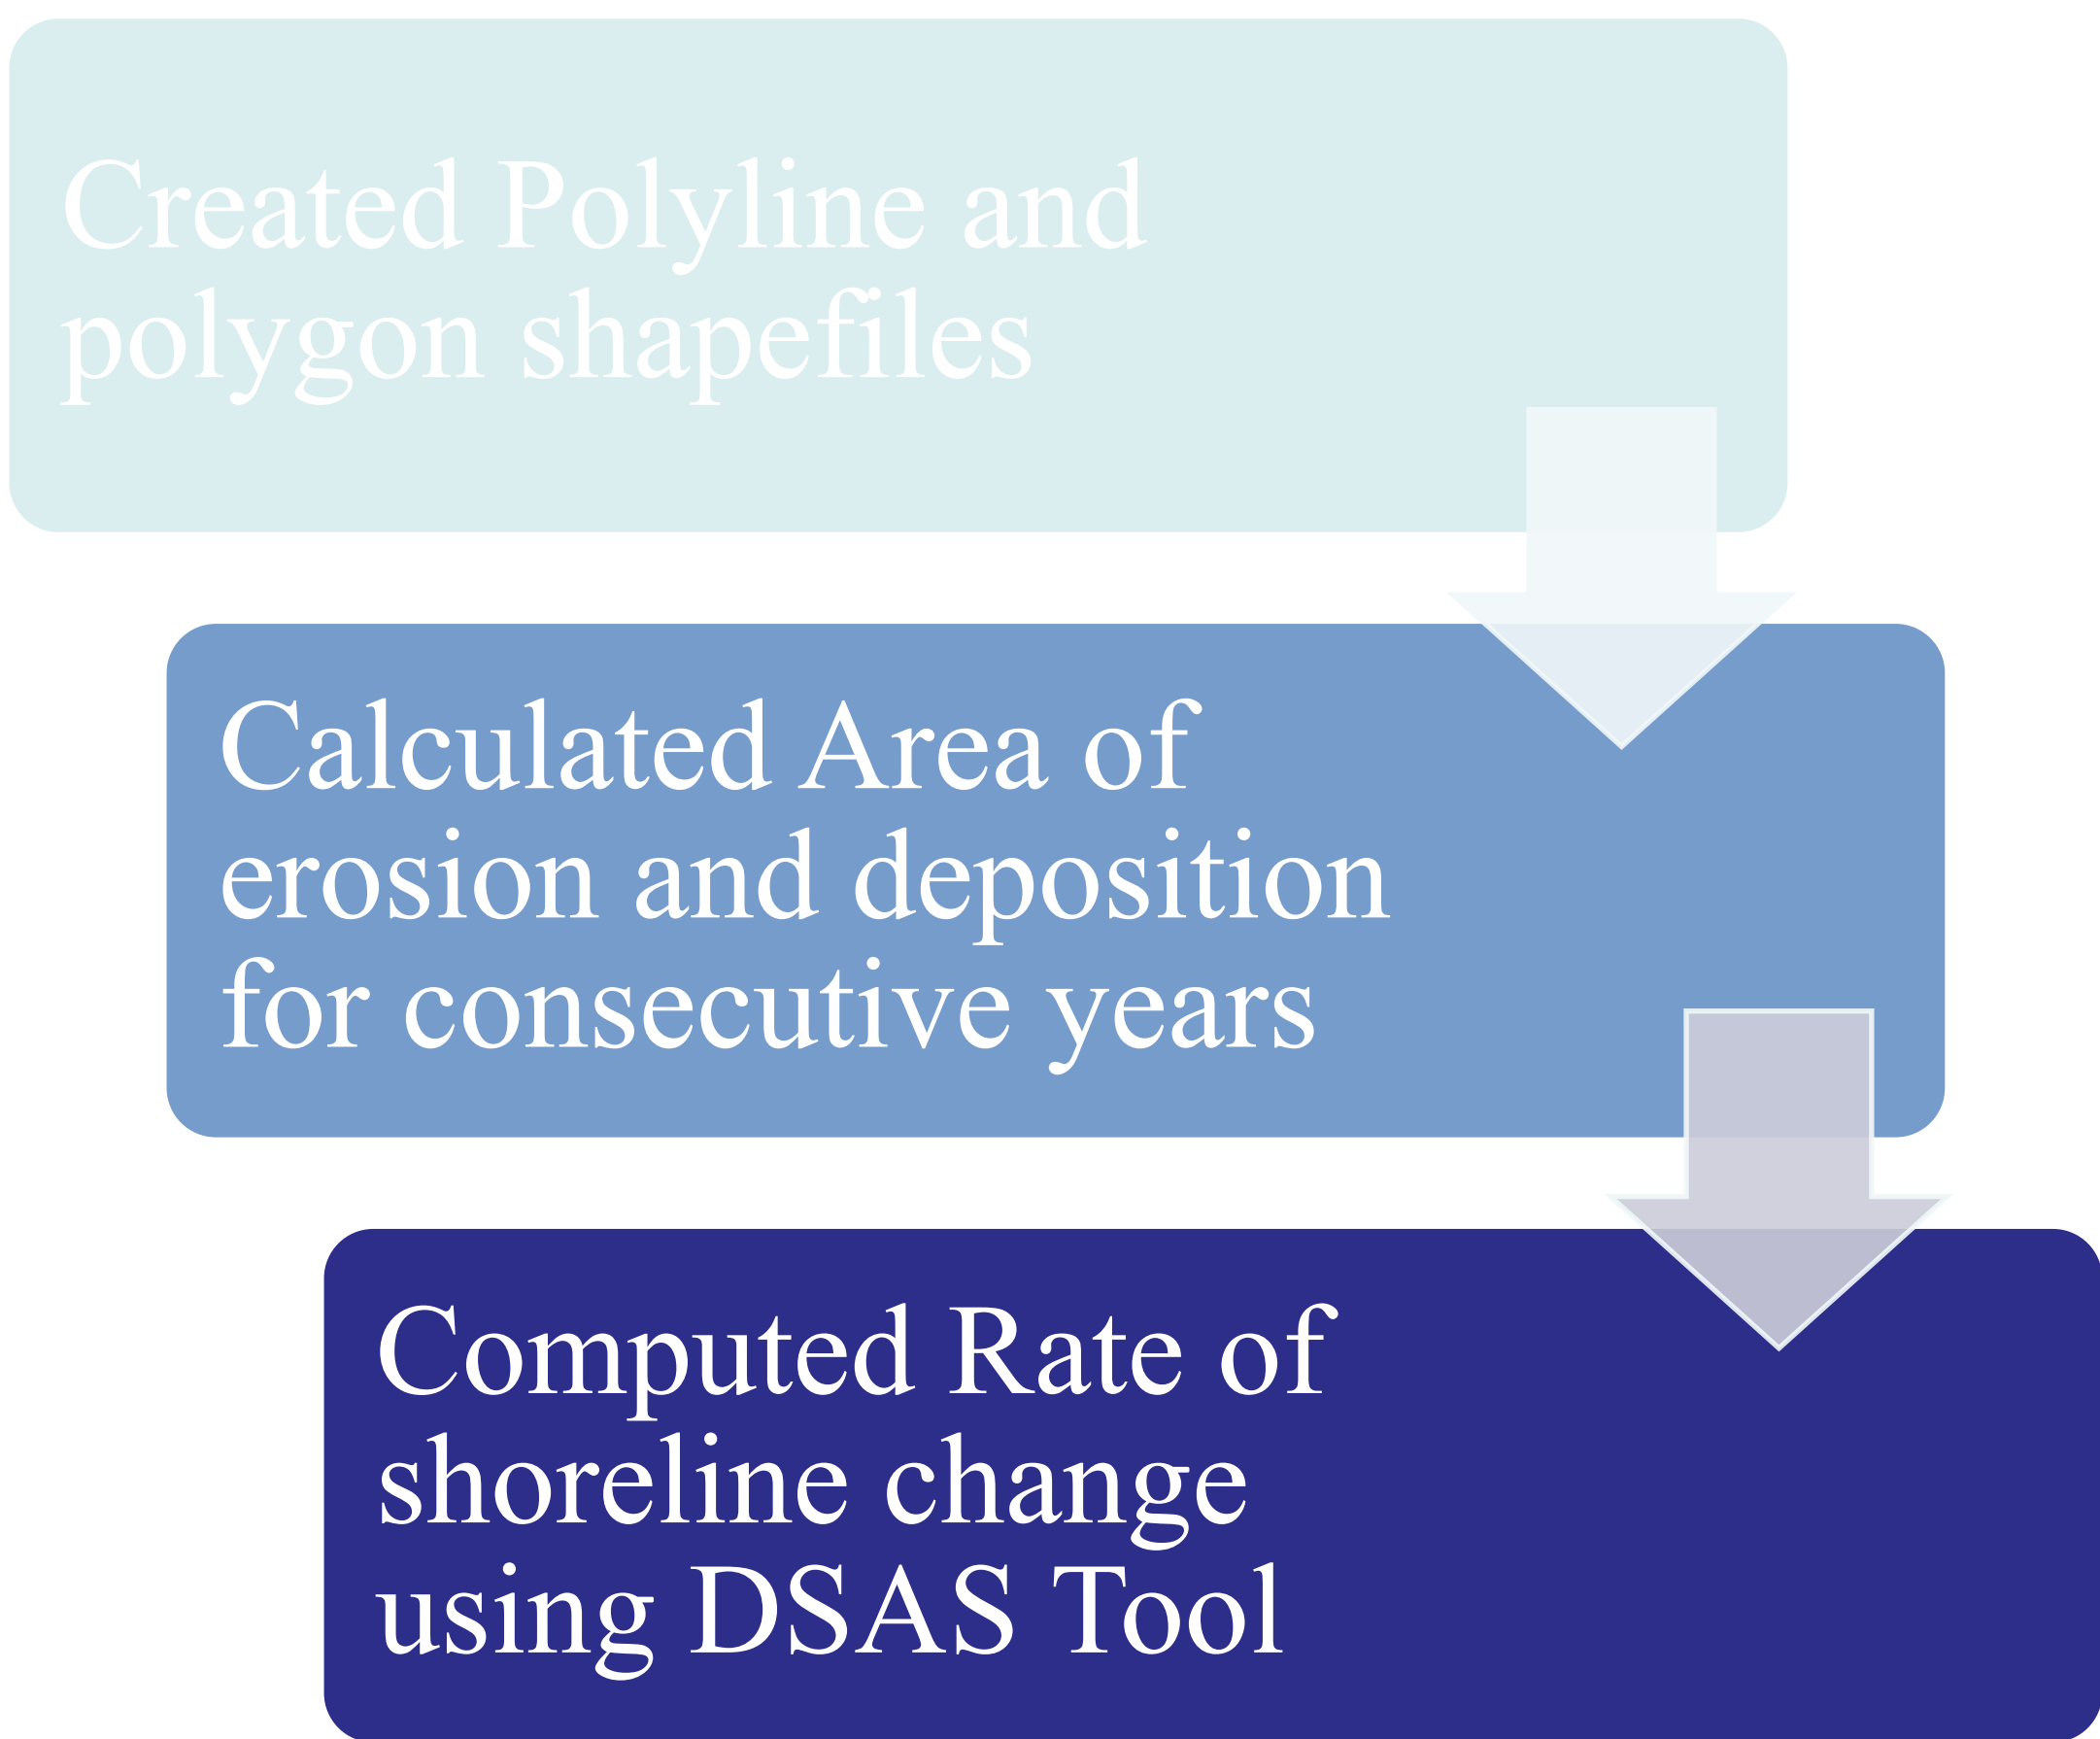 Created Polyline and
polygon shapefiles
Calculated Area of
erosion and deposition
for consecutive years
Computed Rate of
shoreline change
using DSAS Tool